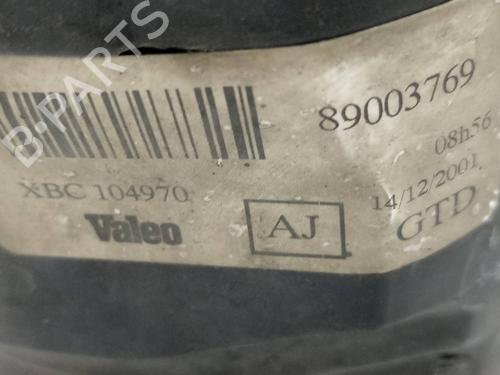 B-PARTS
89003769
08h56
XBC 104970
14/12/2001
Valeo
AJ
GTD